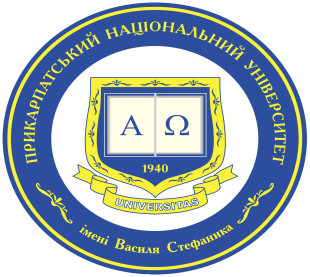 ПРИКАРПАТСЬКИЙ НАЦІОНАЛЬНИЙ УНІВЕРСИТЕТ
Α Ω
1940
UNIVERSITAS
імені Василя Стефаника